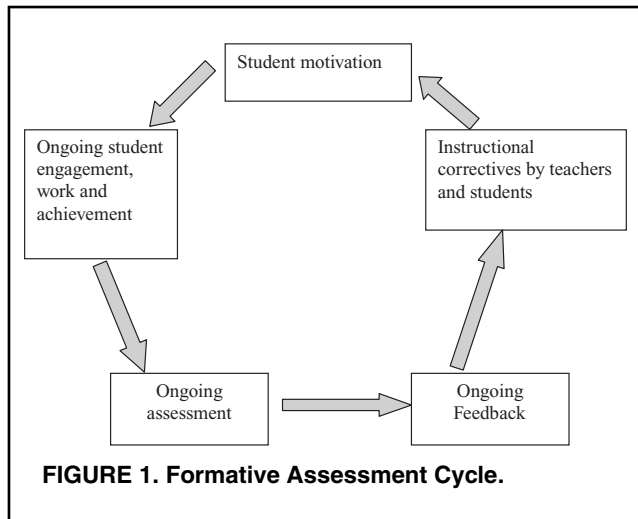 Student motivation
Ongoing student
engagement,
work and
achievement
Instructional
correctives by teachers
and students
Ongoing
assessment
Ongoing
Feedback
FIGURE 1. Formative Assessment Cycle.